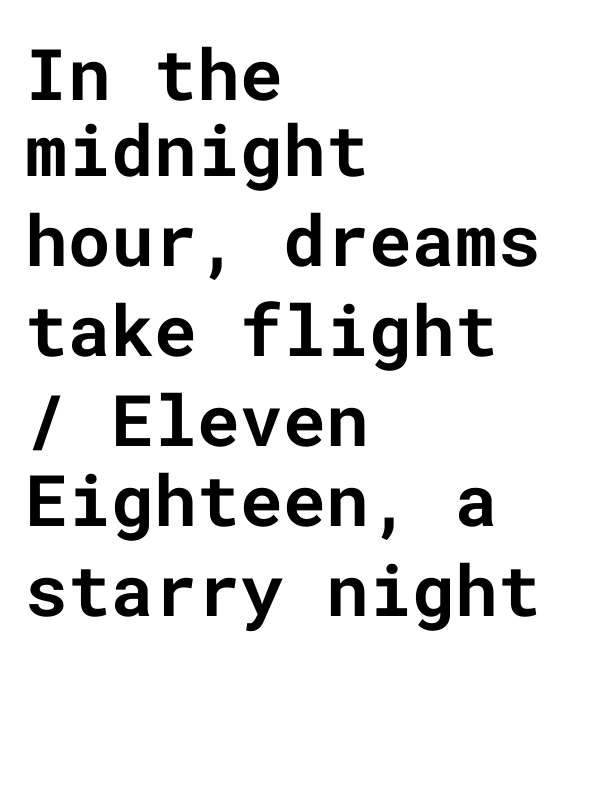 In the
midnight
hour, dreams
take flight
/ Eleven
Eighteen, a
starry night